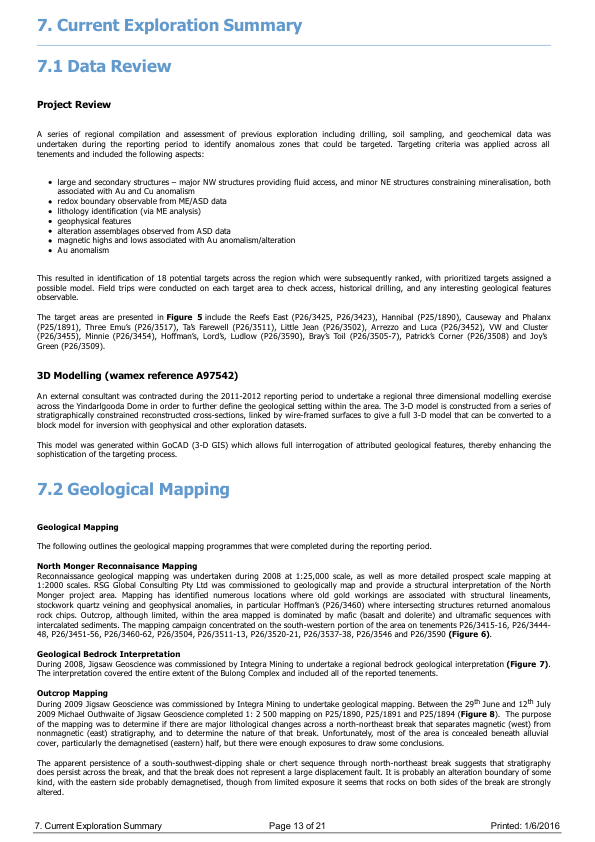 7. Current Exploration Summary
7.1 Data Review
Project Review
A series of regional compilation and assessment of previous exploration including drilling, soil sampling, and geochemical data was
undertaken during the reporting period to identify anomalous zones that could be targeted. Targeting criteria was applied across all
tenements and included the following aspects:
• large and secondary structures – major NW structures providing fluid access, and minor NE structures constraining mineralisation, both
associated with Au and Cu anomalism
• redox boundary observable from ME/ASD data
• lithology identification (via ME analysis)
• geophysical features
• alteration assemblages observed from ASD data
• magnetic highs and lows associated with Au anomalism/alteration
• Au anomalism
This resulted in identification of 18 potential targets across the region which were subsequently ranked, with prioritized targets assigned a
possible model. Field trips were conducted on each target area to check access, historical drilling, and any interesting geological features
observable.
The target areas are presented in Figure 5 include the Reefs East (P26/3425, P26/3423), Hannibal (P25/1890), Causeway and Phalanx
(P25/1891), Three Emu's (P26/3517), Ta's Farewell (P26/3511), Little Jean (P26/3502), Arrezzo and Luca (P26/3452), VW and Cluster
(P26/3455), Minnie (P26/3454), Hoffman's, Lord's, Ludlow (P26/3590), Bray's Toil (P26/3505-7), Patrick's Corner (P26/3508) and Joy's
Green (P26/3509).
3D Modelling (wamex reference A97542)
An external consultant was contracted during the 2011-2012 reporting period to undertake a regional three dimensional modelling exercise
across the Yindarlgooda Dome in order to further define the geological setting within the area. The 3-D model is constructed from a series of
stratigraphically constrained reconstructed cross-sections, linked by wire-framed surfaces to give a full 3-D model that can be converted to a
block model for inversion with geophysical and other exploration datasets.
This model was generated within GoCAD (3-D GIS) which allows full interrogation of attributed geological features, thereby enhancing the
sophistication of the targeting process.
7.2 Geological Mapping
Geological Mapping
The following outlines the geological mapping programmes that were completed during the reporting period.
North Monger Reconnaisance Mapping
Reconnaissance geological mapping was undertaken during 2008 at 1:25,000 scale, as well as more detailed prospect scale mapping at
1:2000 scales. RSG Global Consulting Pty Ltd was commissioned to geologically map and provide a structural interpretation of the North
Monger project area. Mapping has identified numerous locations where old gold workings are associated with structural lineaments,
stockwork quartz veining and geophysical anomalies, in particular Hoffman's (P26/3460) where intersecting structures returned anomalous
rock chips. Outcrop, although limited, within the area mapped is dominated by mafic (basalt and dolerite) and ultramafic sequences with
intercalated sediments. The mapping campaign concentrated on the south-western portion of the area on tenements P26/3415-16, P26/3444-
48, P26/3451-56, P26/3460-62, P26/3504, P26/3511-13, P26/3520-21, P26/3537-38, P26/3546 and P26/3590 (Figure 6).
Geological Bedrock Interpretation
During 2008, Jigsaw Geoscience was commissioned by Integra Mining to undertake a regional bedrock geological interpretation (Figure 7).
The interpretation covered the entire extent of the Bulong Complex and included all of the reported tenements.
Outcrop Mapping
During 2009 Jigsaw Geoscience was commissioned by Integra Mining to undertake geological mapping. Between the 29th June and 12th July
2009 Michael Outhwaite of Jigsaw Geoscience completed 1: 2 500 mapping on P25/1890, P25/1891 and P25/1894 (Figure 8). The purpose
of the mapping was to determine if there are major lithological changes across a north-northeast break that separates magnetic (west) from
nonmagnetic (east) stratigraphy, and to determine the nature of that break. Unfortunately, most of the area is concealed beneath alluvial
cover, particularly the demagnetised (eastern) half, but there were enough exposures to draw some conclusions.
The apparent persistence of a south-southwest-dipping shale or chert sequence through north-northeast break suggests that stratigraphy
does persist across the break, and that the break does not represent a large displacement fault. It is probably an alteration boundary of some
kind, with the eastern side probably demagnetised, though from limited exposure it seems that rocks on both sides of the break are strongly
altered.
7. Current Exploration Summary Page 13 of 21 Printed: 1/6/2016